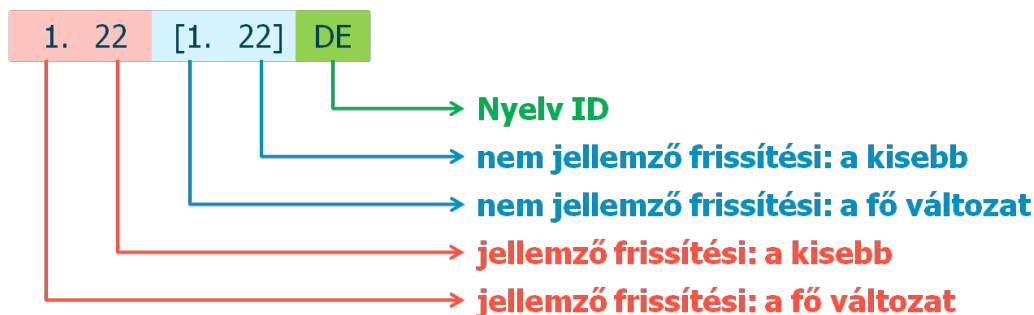 1. 22 [1. 22] DE
Nyelv ID
nem jellemző frissítési: a kisebb
nem jellemző frissítési: a fő változat
jellemző frissítési: a kisebb
jellemző frissítési: a fő változat